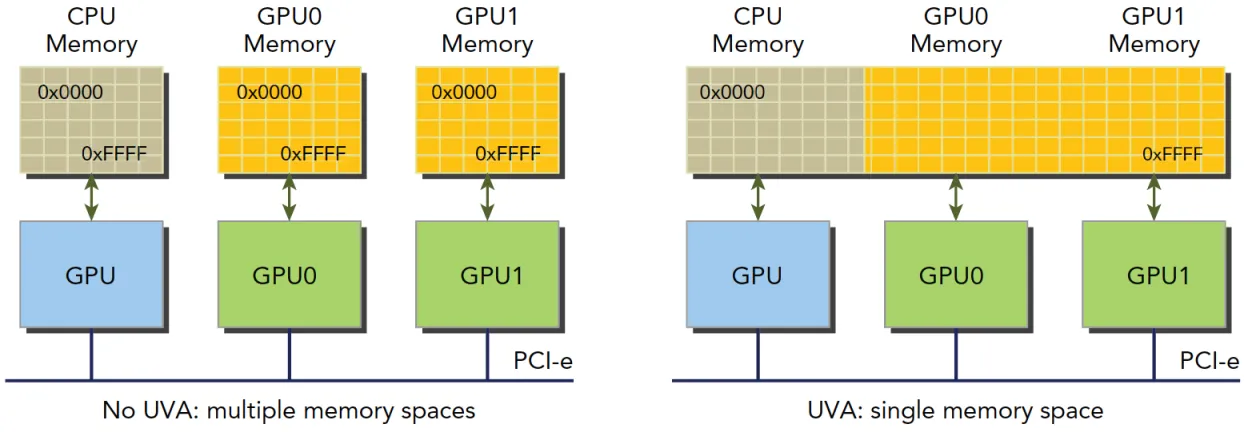 CPU
Memory
GPU0
Memory
GPU1
Memory
0x0000
0xFFFF
0x0000
0xFFFF
0x0000
0xFFFF
GPU
GPU0
GPU1
PCI-e
No UVA: multiple memory spaces
CPU
Memory
GPU0
Memory
GPU1
Memory
0x0000
0xFFFF
GPU
GPU0
GPU1
PCI-e
UVA: single memory space